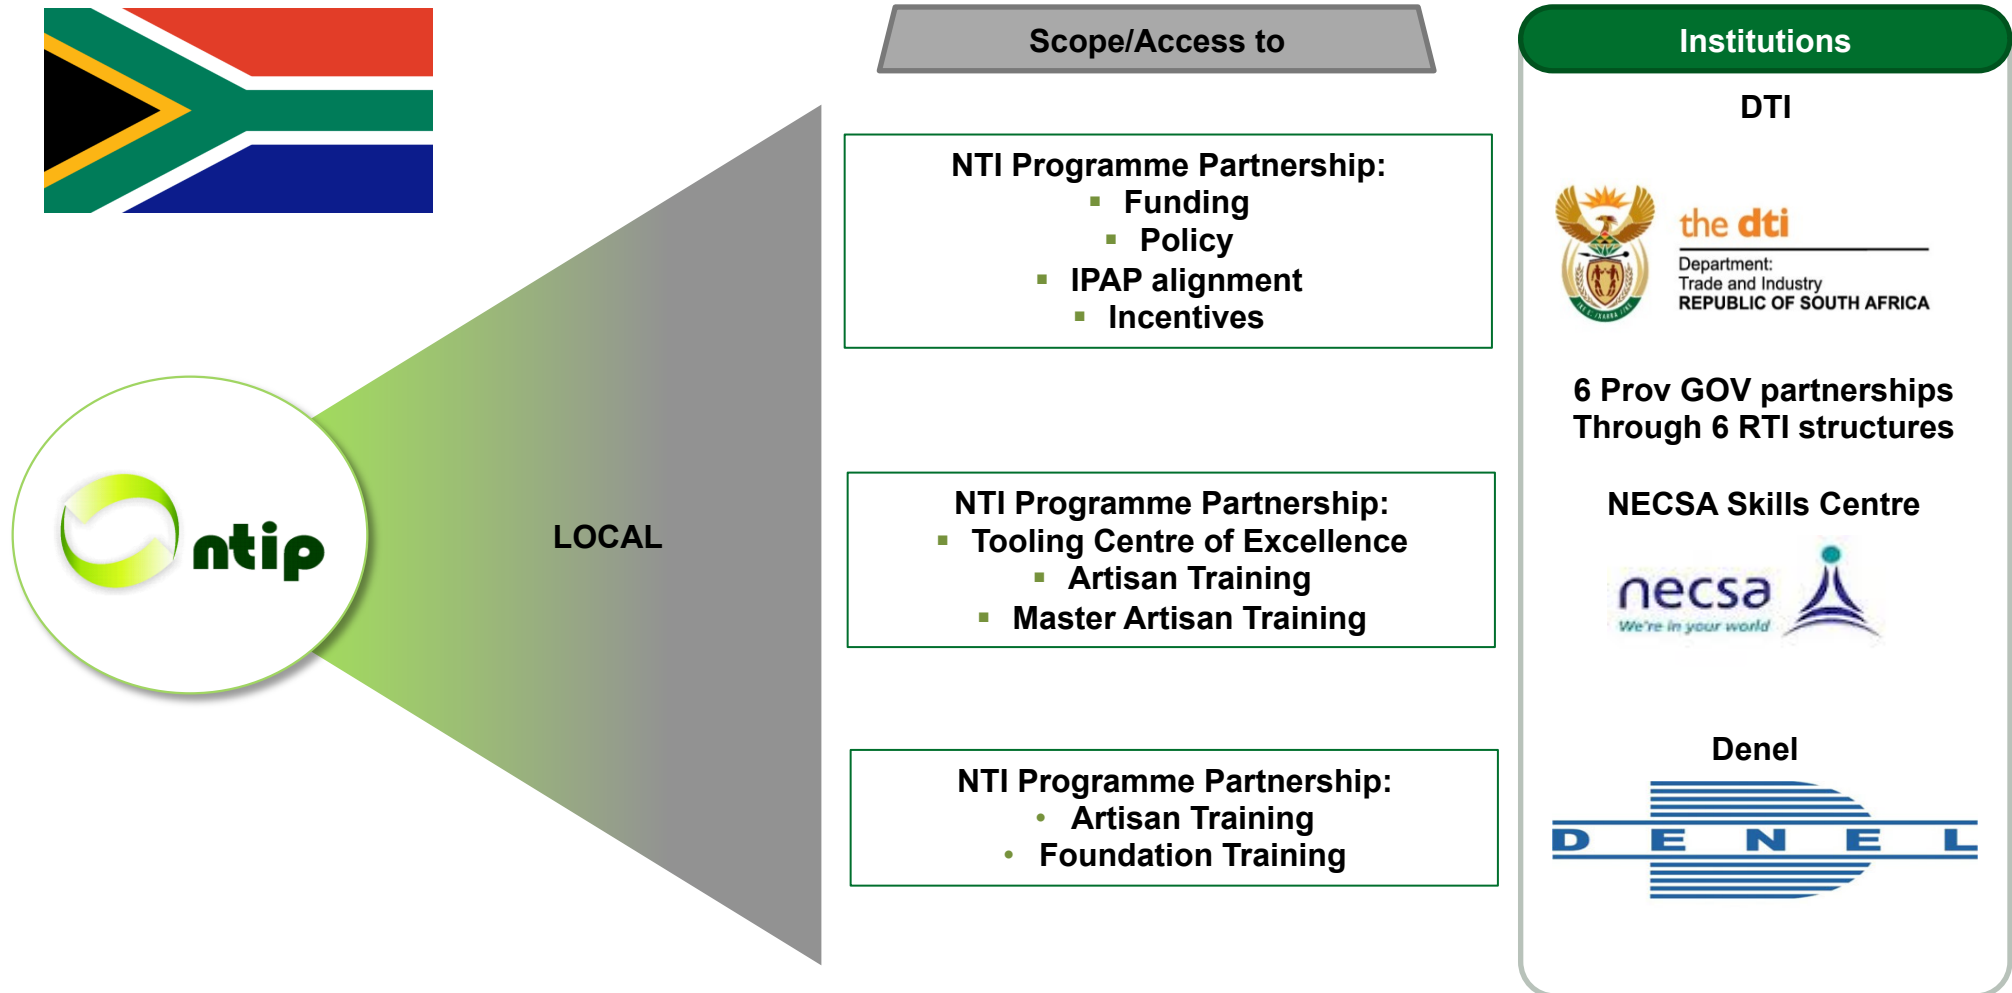 Scope/Access to
Institutions
DTI
NTI Programme Partnership:
▪ Funding
▪ Policy
▪ IPAP alignment
▪ Incentives
the dti
Department:
Trade and Industry
REPUBLIC OF SOUTH AFRICA
6 Prov GOV partnerships
Through 6 RTI structures
ntip
LOCAL
NTI Programme Partnership:
▪ Tooling Centre of Excellence
▪ Artisan Training
▪ Master Artisan Training
NECSA Skills Centre
necsa
We're in your world
NTI Programme Partnership:
• Artisan Training
• Foundation Training
Denel
DENEL